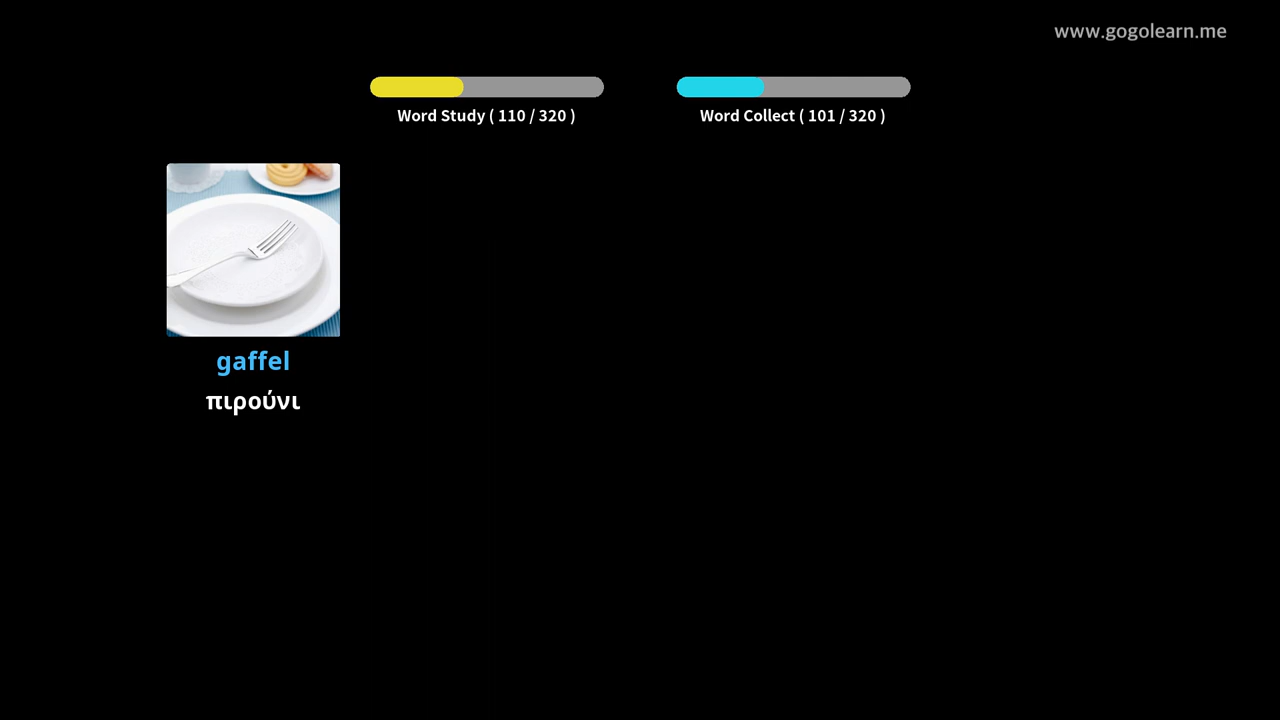 www.gogolearn.me
Word Study ( 110 / 320 )
Word Collect ( 101 / 320 )
gaffel
πιρούνι